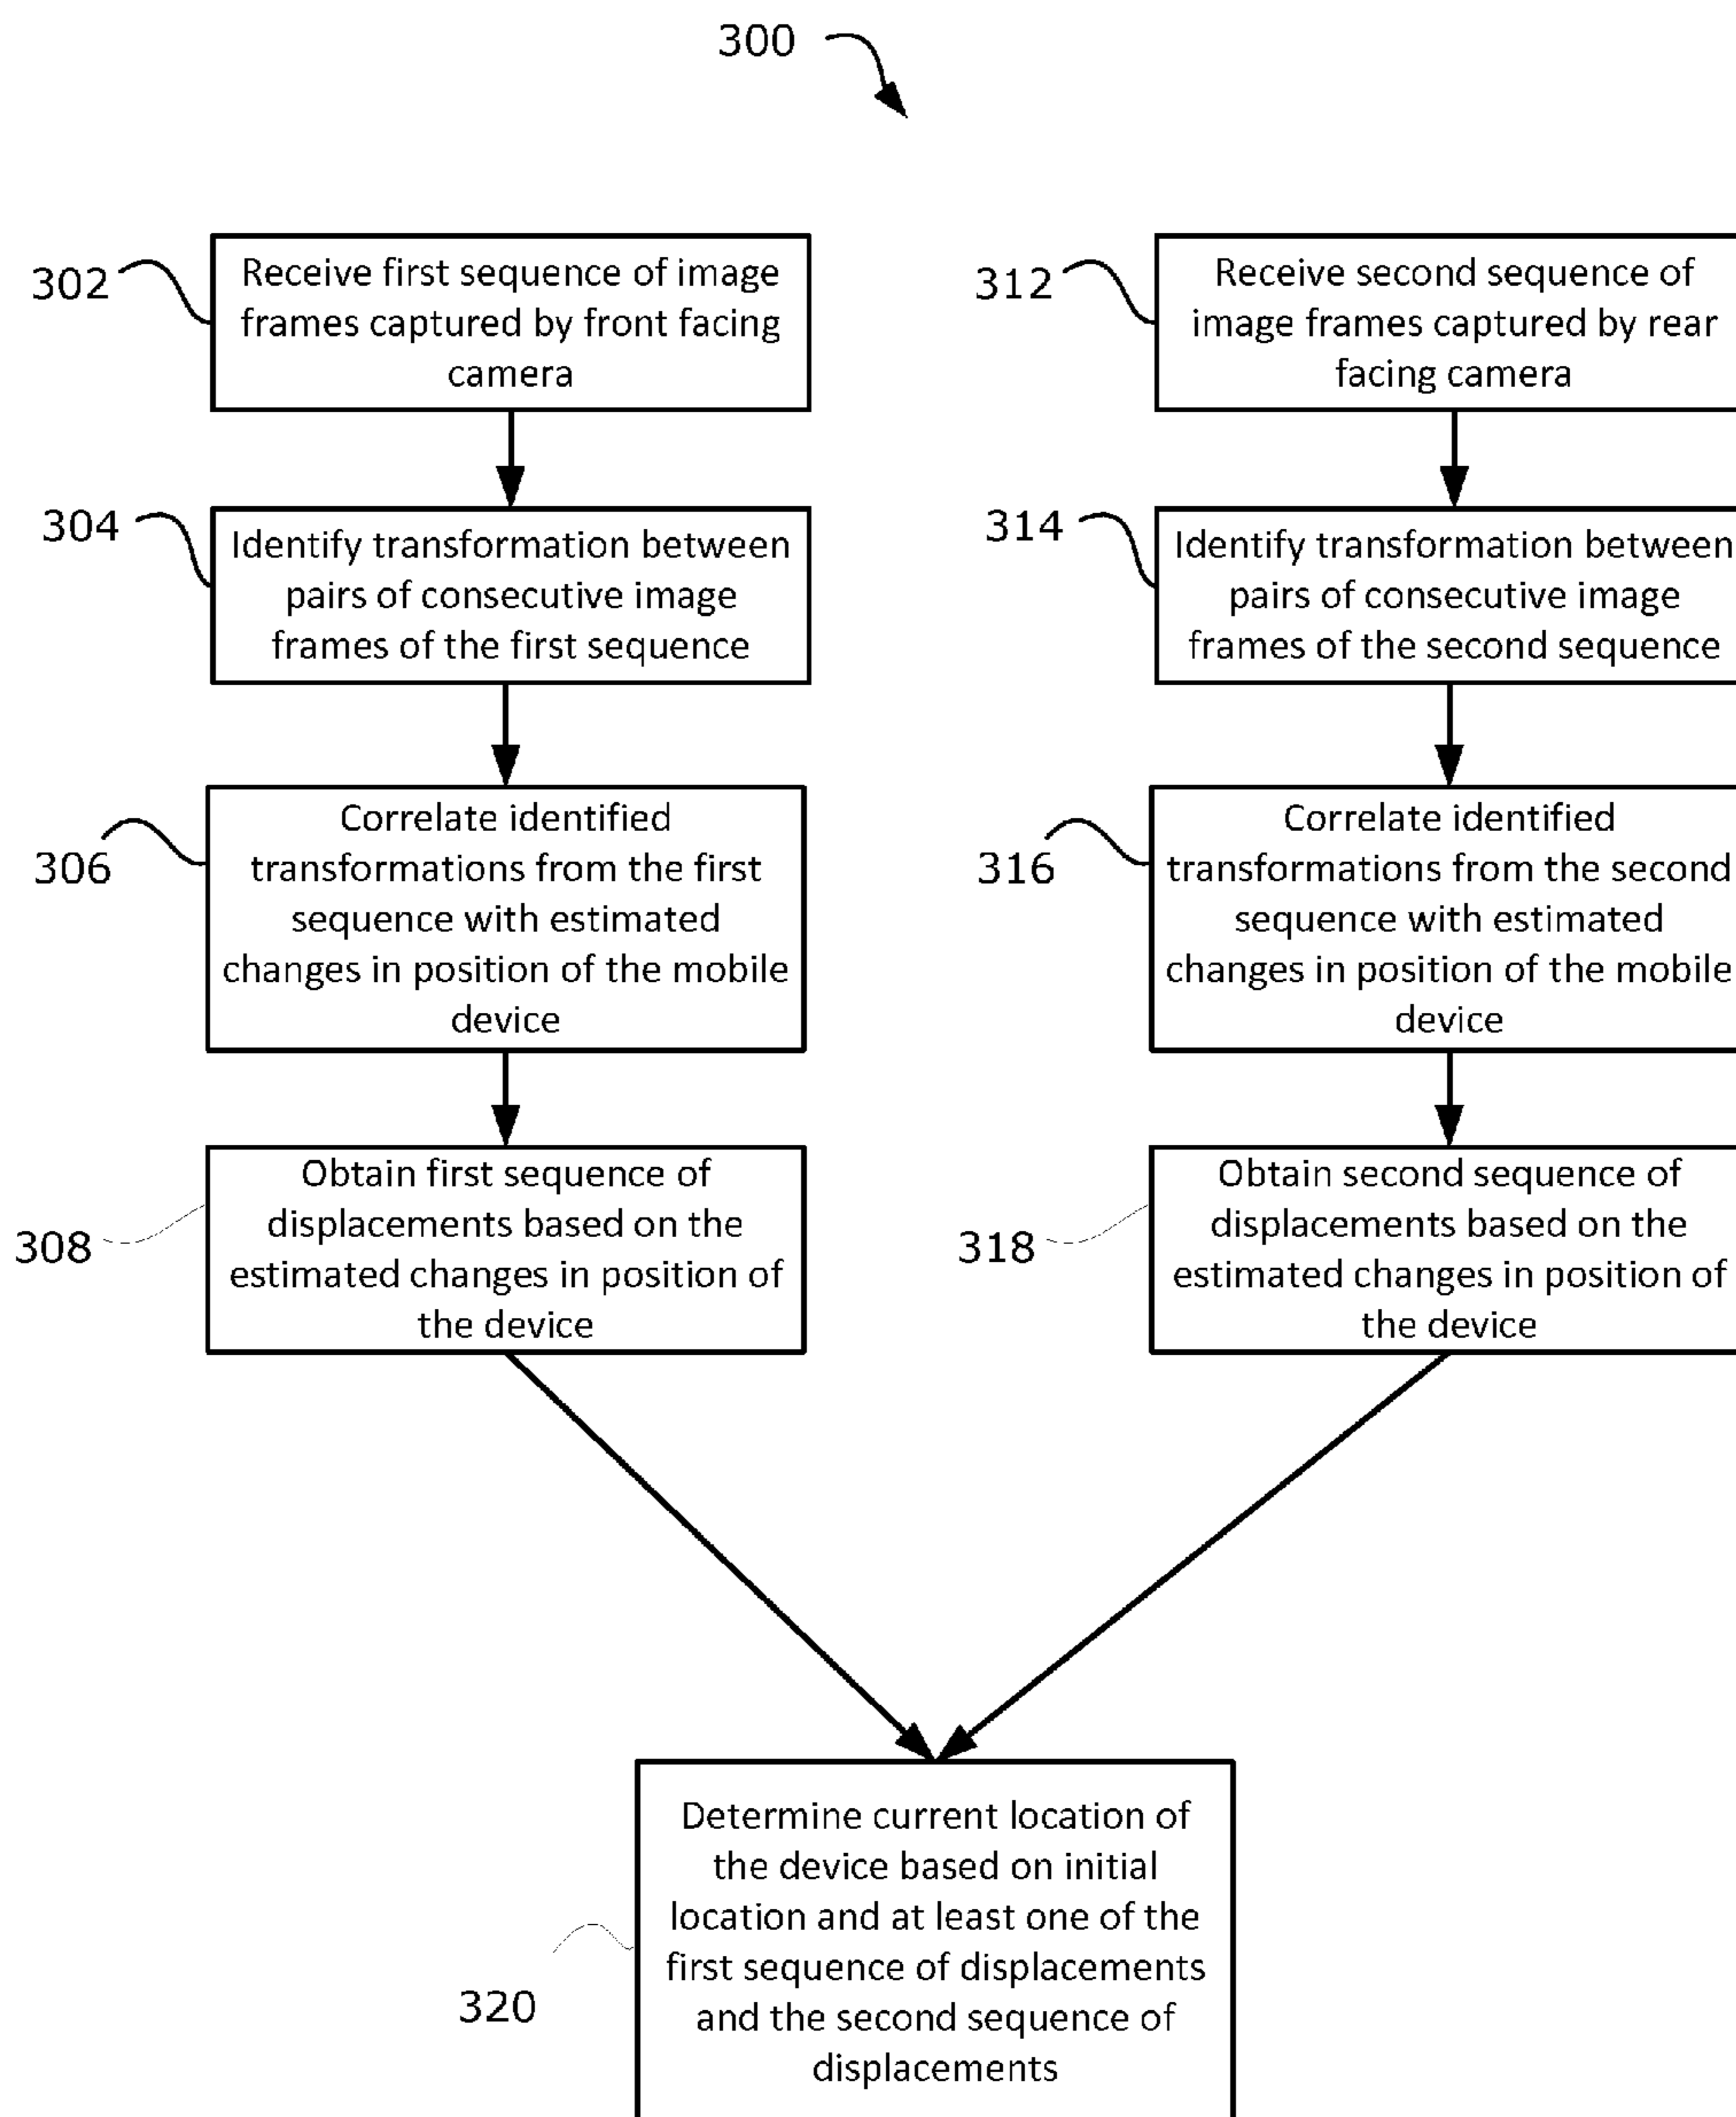 300
302
Receive first sequence of image
frames captured by front facing
camera
304
Identify transformation between
pairs of consecutive image
frames of the first sequence
306
Correlate identified
transformations from the first
sequence with estimated
changes in position of the mobile
device
308
Obtain first sequence of
displacements based on the
estimated changes in position of
the device
312
Receive second sequence of
image frames captured by rear
facing camera
314
Identify transformation between
pairs of consecutive image
frames of the second sequence
316
Correlate identified
transformations from the second
sequence with estimated
changes in position of the mobile
device
318
Obtain second sequence of
displacements based on the
estimated changes in position of
the device
320
Determine current location of
the device based on initial
location and at least one of the
first sequence of displacements
and the second sequence of
displacements